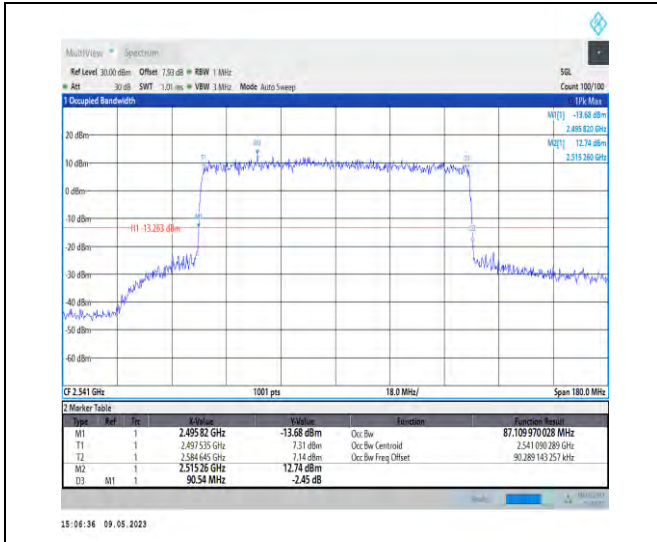 MultiView Spectrum
Ref Level 30.00 dBm Offset 7.93 dB RBW 1 MHz SGL
Att 30 dB SWT 1.01 ms VBW 3 MHz Mode Auto Sweep Count 100/100
1 Occupied Bandwidth 1Pk Max
M1[1] -13.68 dBm
2.495 820 GHz
M2[1] 12.74 dBm
2.515 260 GHz
20 dBm
M2
T1
10 dBm
0 dBm
-10 dBm
M1
H1 -13.263 dBm
-20 dBm
-30 dBm
-40 dBm
-50 dBm
-60 dBm
CF 2.541 GHz 1001 pts 18.0 MHz/ Span 180.0 MHz
2 Marker Table
Type Ref Trc X-Value Y-Value Function Function Result
M1 1 2.495 82 GHz -13.68 dBm Occ Bw 87.109 970 028 MHz
T1 1 2.497 535 GHz 7.31 dBm Occ Bw Centroid 2.541 090 289 GHz
T2 1 2.584 645 GHz 7.14 dBm Occ Bw Freq Offset 90.289 143 257 kHz
M2 1 2.515 26 GHz 12.74 dBm
D3 M1 1 90.54 MHz -2.45 dB
15:06:36 09.05.2023